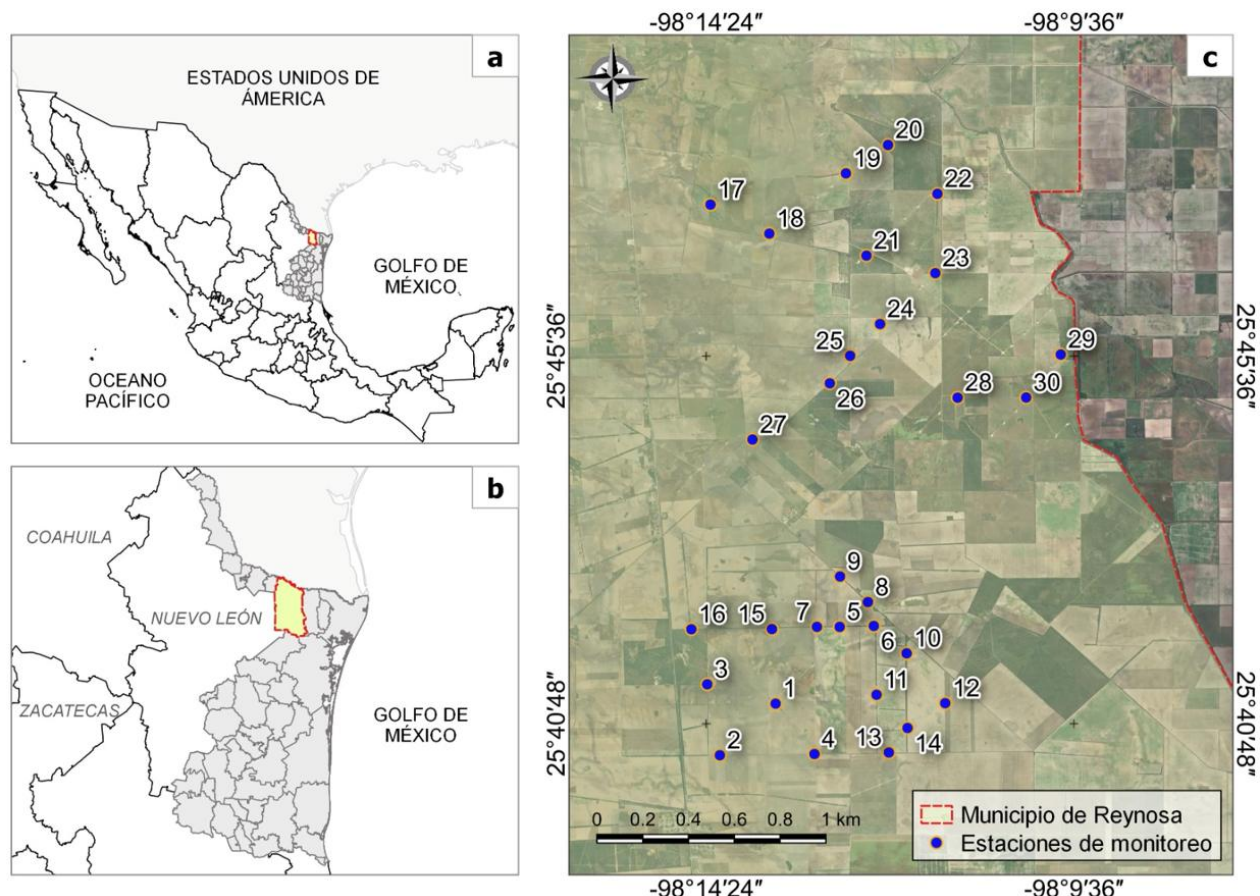 a
ESTADOS UNIDOS DE
ÁMERICA
GOLFO DE
MÉXICO
OCEANO
PACÍFICO
b
COAHUILA
NUEVO LEÓN
ZACATECAS
GOLFO DE
MÉXICO
-98°14′24″
-98°9′36″
c
20
19
22
17
18
21
23
24
25
29
26
28
30
27
25°45′36″
25°45′36″
9
8
16
15
7
5
6
10
3
1
11
12
2
4
13
14
25°40′48″
25°40′48″
0 0.2 0.4 0.6 0.8 1 km
Municipio de Reynosa
Estaciones de monitoreo
-98°14′24″
-98°9′36″